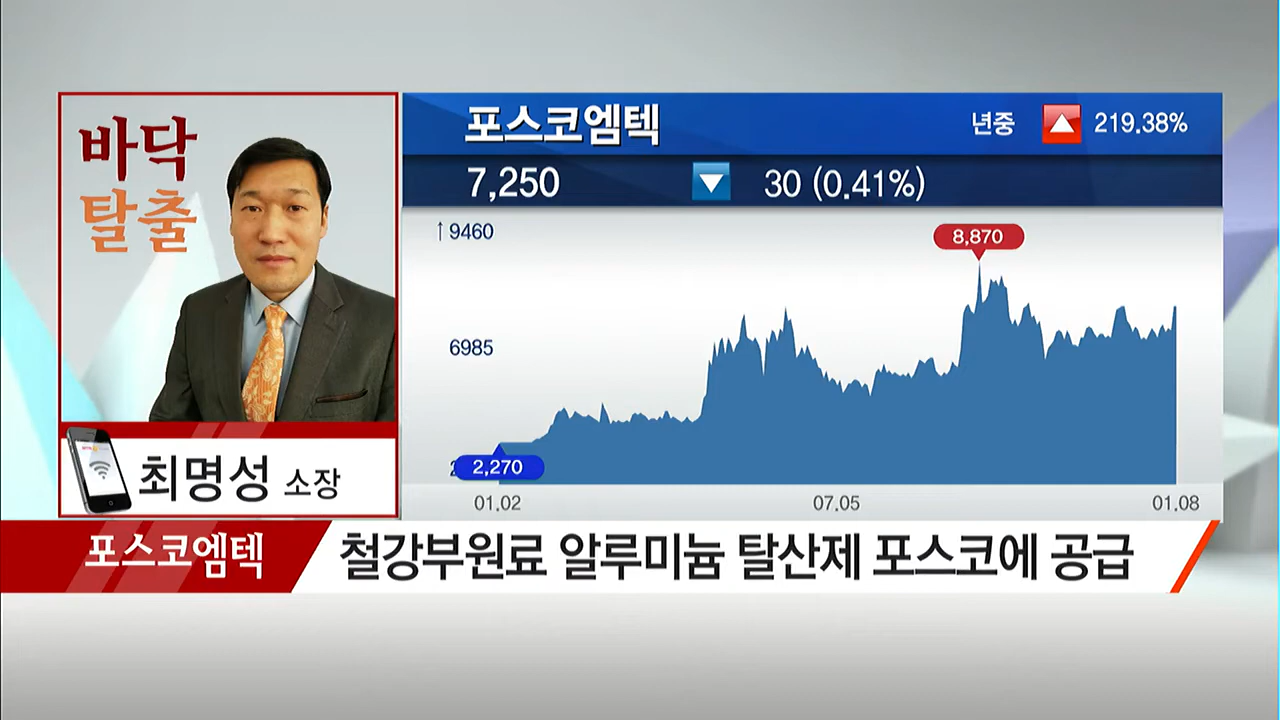 바닥
탈출
최명성 소장
포스코엠텍
년중 ▲ 219.38%
7,250 ▼ 30 (0.41%)
↑9460
8,870
6985
2,270
01.02 07.05 01.08
포스코엠텍
철강부원료 알루미늄 탈산제 포스코에 공급